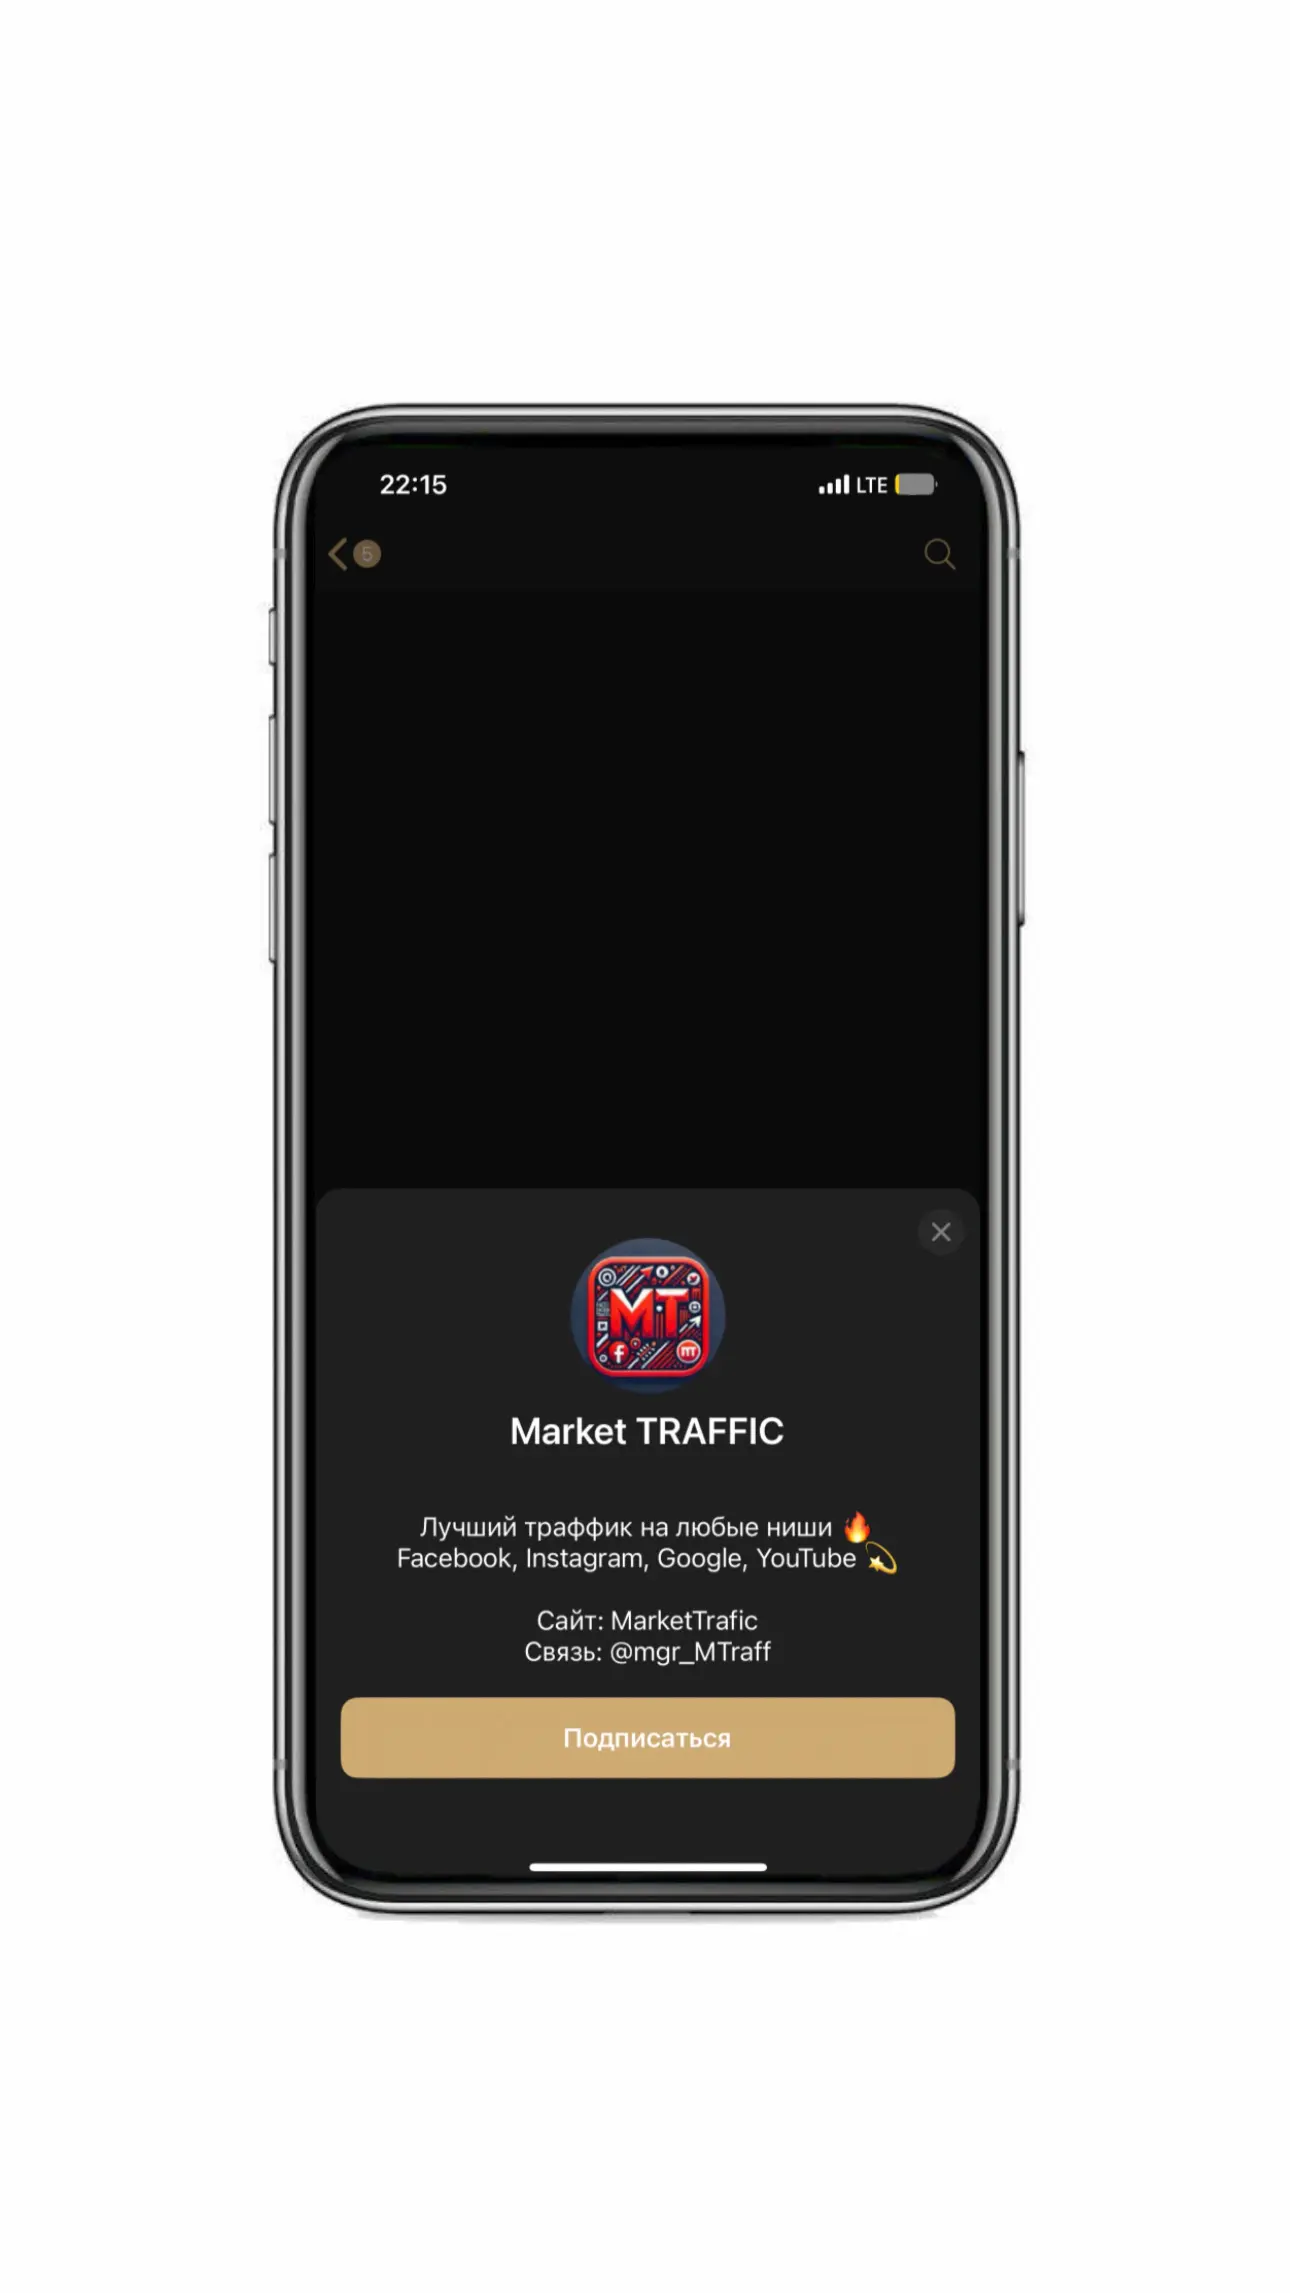 22:15
LTE
5
MT
f
mT
Market TRAFFIC
Лучший траффик на любые ниши 🔥
Facebook, Instagram, Google, YouTube 💫
Сайт: MarketTrafic
Связь: @mgr_MTraff
Подписаться